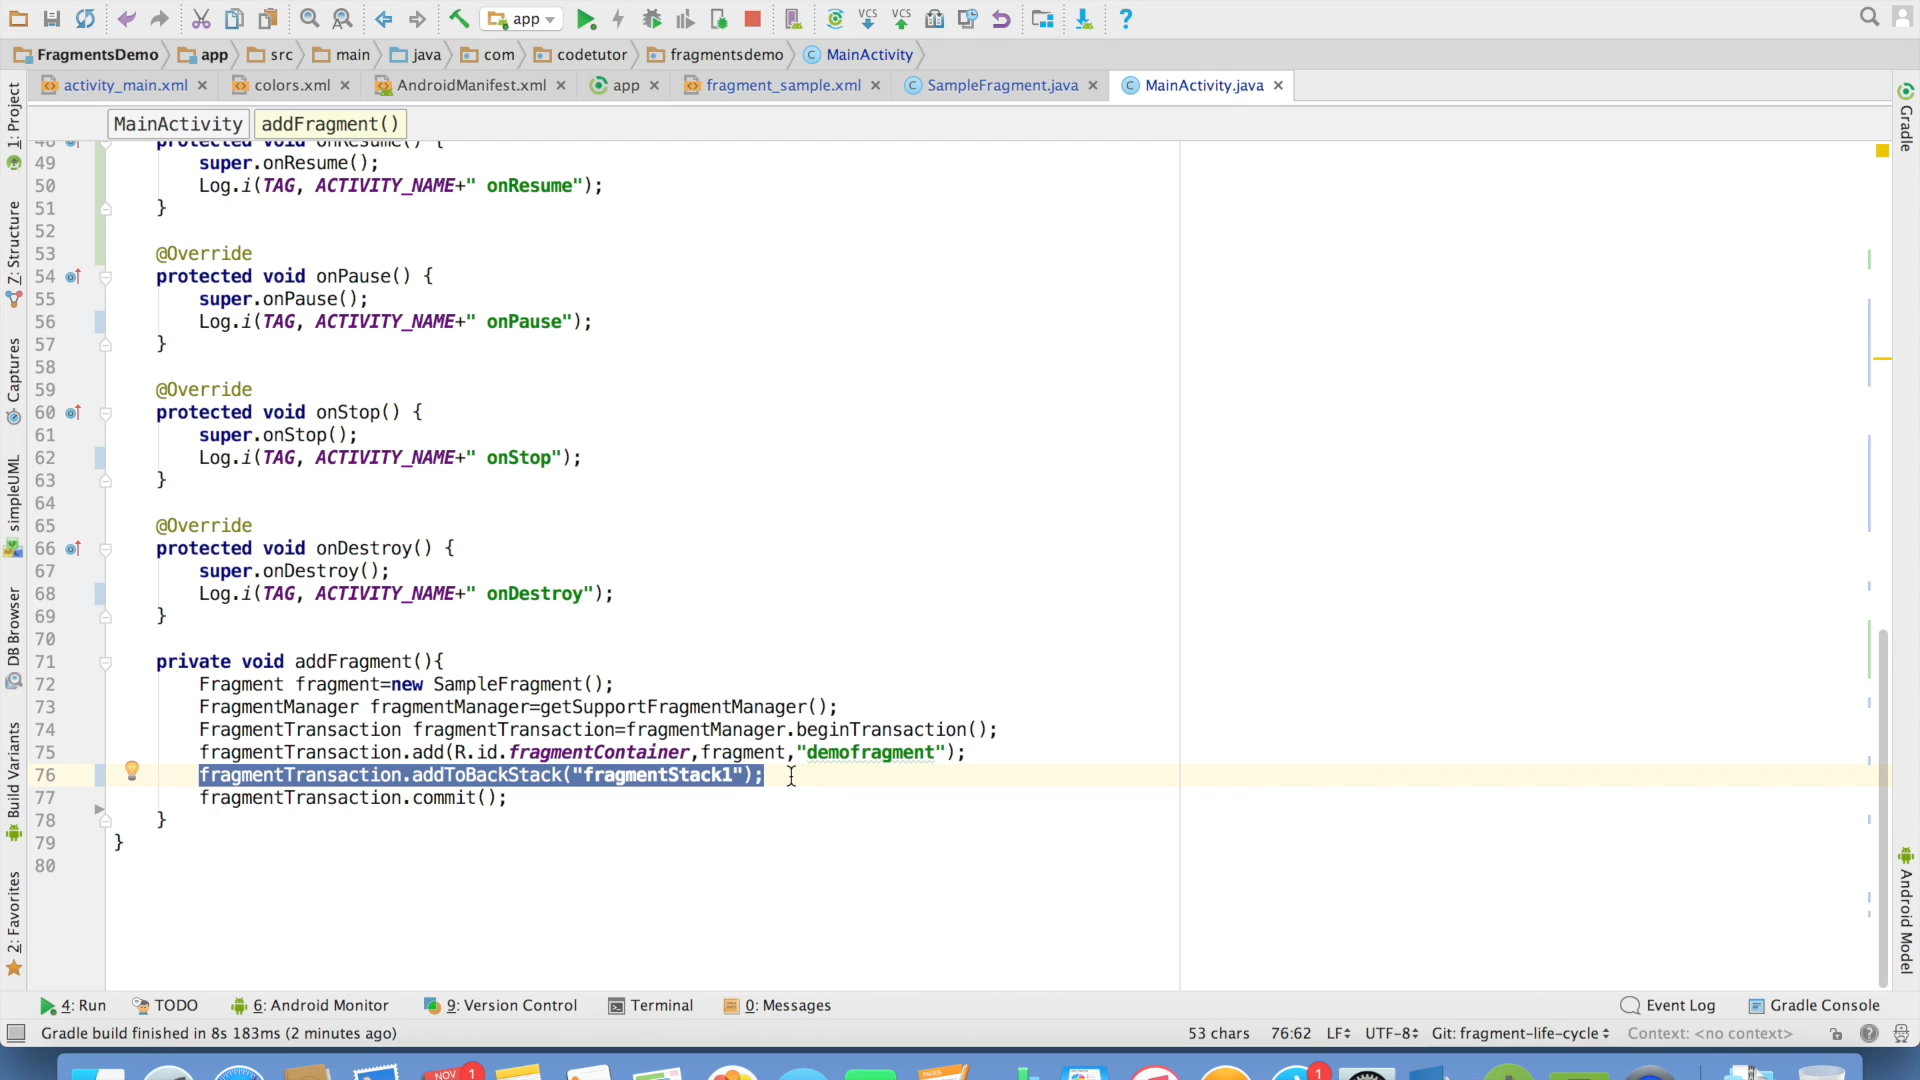 app
FragmentsDemo app src main java com codetutor fragmentsdemo MainActivity
activity_main.xml colors.xml AndroidManifest.xml app fragment_sample.xml SampleFragment.java MainActivity.java
MainActivity addFragment()
48 protected void onResume() {
49 super.onResume();
50 Log.i(TAG, ACTIVITY_NAME+" onResume");
51 }
52
53 @Override
54 protected void onPause() {
55 super.onPause();
56 Log.i(TAG, ACTIVITY_NAME+" onPause");
57 }
58
59 @Override
60 protected void onStop() {
61 super.onStop();
62 Log.i(TAG, ACTIVITY_NAME+" onStop");
63 }
64
65 @Override
66 protected void onDestroy() {
67 super.onDestroy();
68 Log.i(TAG, ACTIVITY_NAME+" onDestroy");
69 }
70
71 private void addFragment(){
72 Fragment fragment=new SampleFragment();
73 FragmentManager fragmentManager=getSupportFragmentManager();
74 FragmentTransaction fragmentTransaction=fragmentManager.beginTransaction();
75 fragmentTransaction.add(R.id.fragmentContainer,fragment,"demofragment");
76 fragmentTransaction.addToBackStack("fragmentStack1");
77 fragmentTransaction.commit();
78 }
79 }
80
1: Project
7: Structure
Captures
simpleUML
DB Browser
Build Variants
2: Favorites
Gradle
Android Model
4: Run TODO 6: Android Monitor 9: Version Control Terminal 0: Messages Event Log Gradle Console
Gradle build finished in 8s 183ms (2 minutes ago) 53 chars 76:62 LF UTF-8 Git: fragment-life-cycle Context: <no context>
NOV 1 PAGES 1